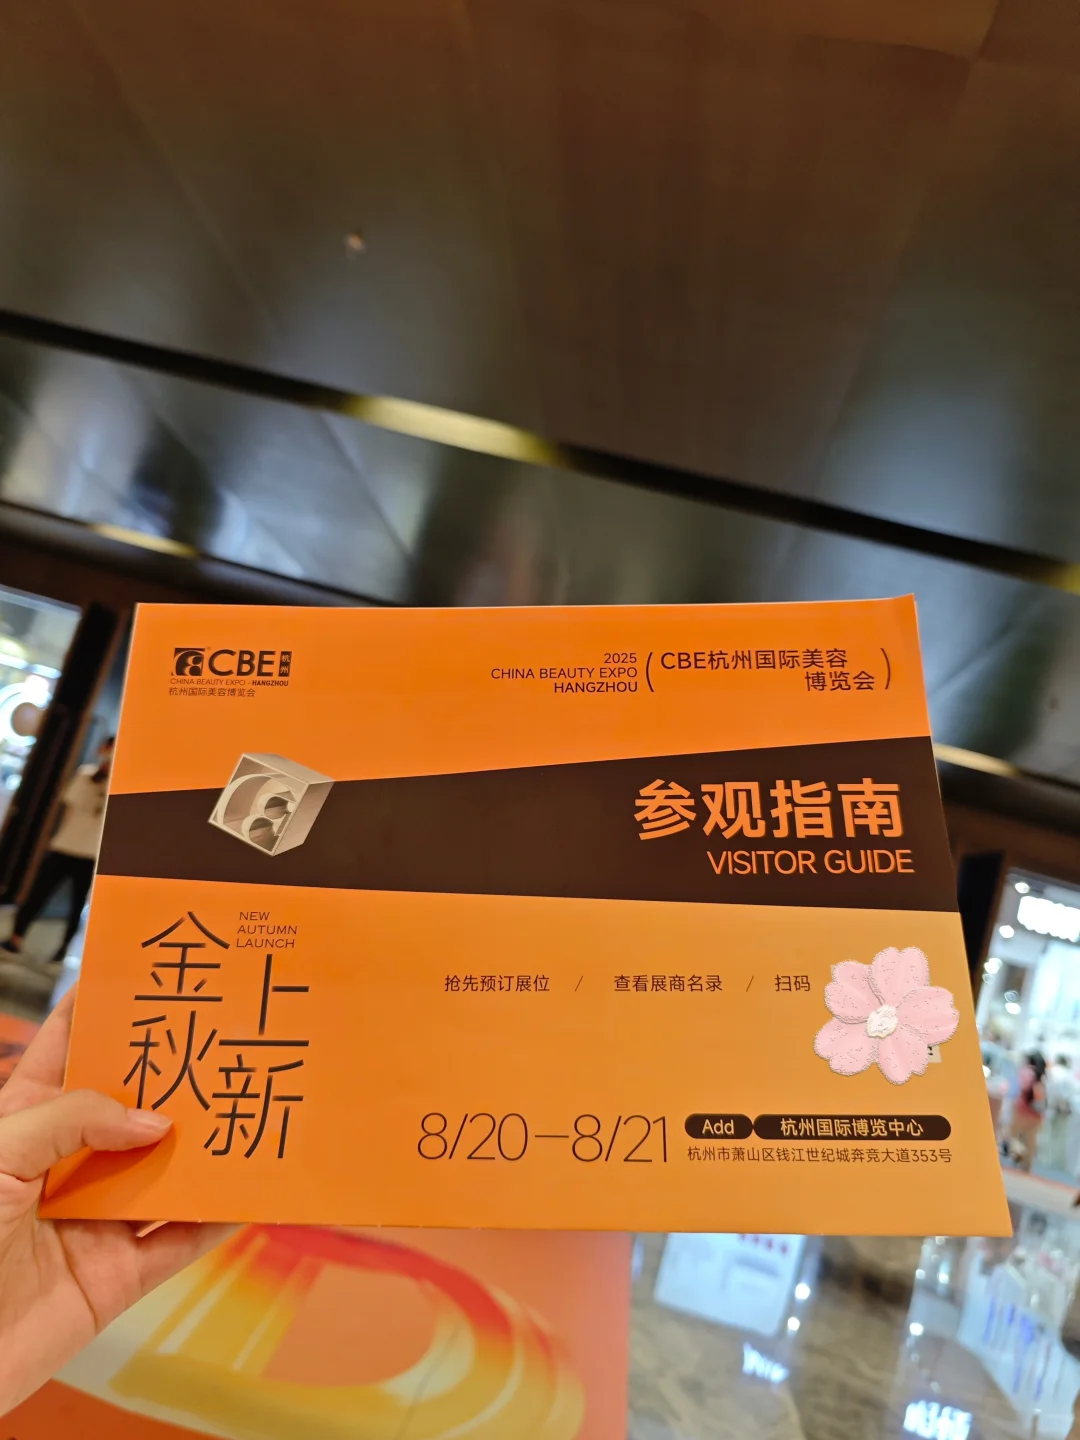 CBE杭州
CHINA BEAUTY EXPO - HANGZHOU
杭州国际美容博览会
2025
CHINA BEAUTY EXPO
HANGZHOU
(CBE杭州国际美容
博览会)
参观指南
VISITOR GUIDE
NEW
AUTUMN
LAUNCH
金秋
上新
抢先预订展位 / 查看展商名录 / 扫码
8/20—8/21
Add 杭州国际博览中心
杭州市萧山区钱江世纪城奔竞大道353号